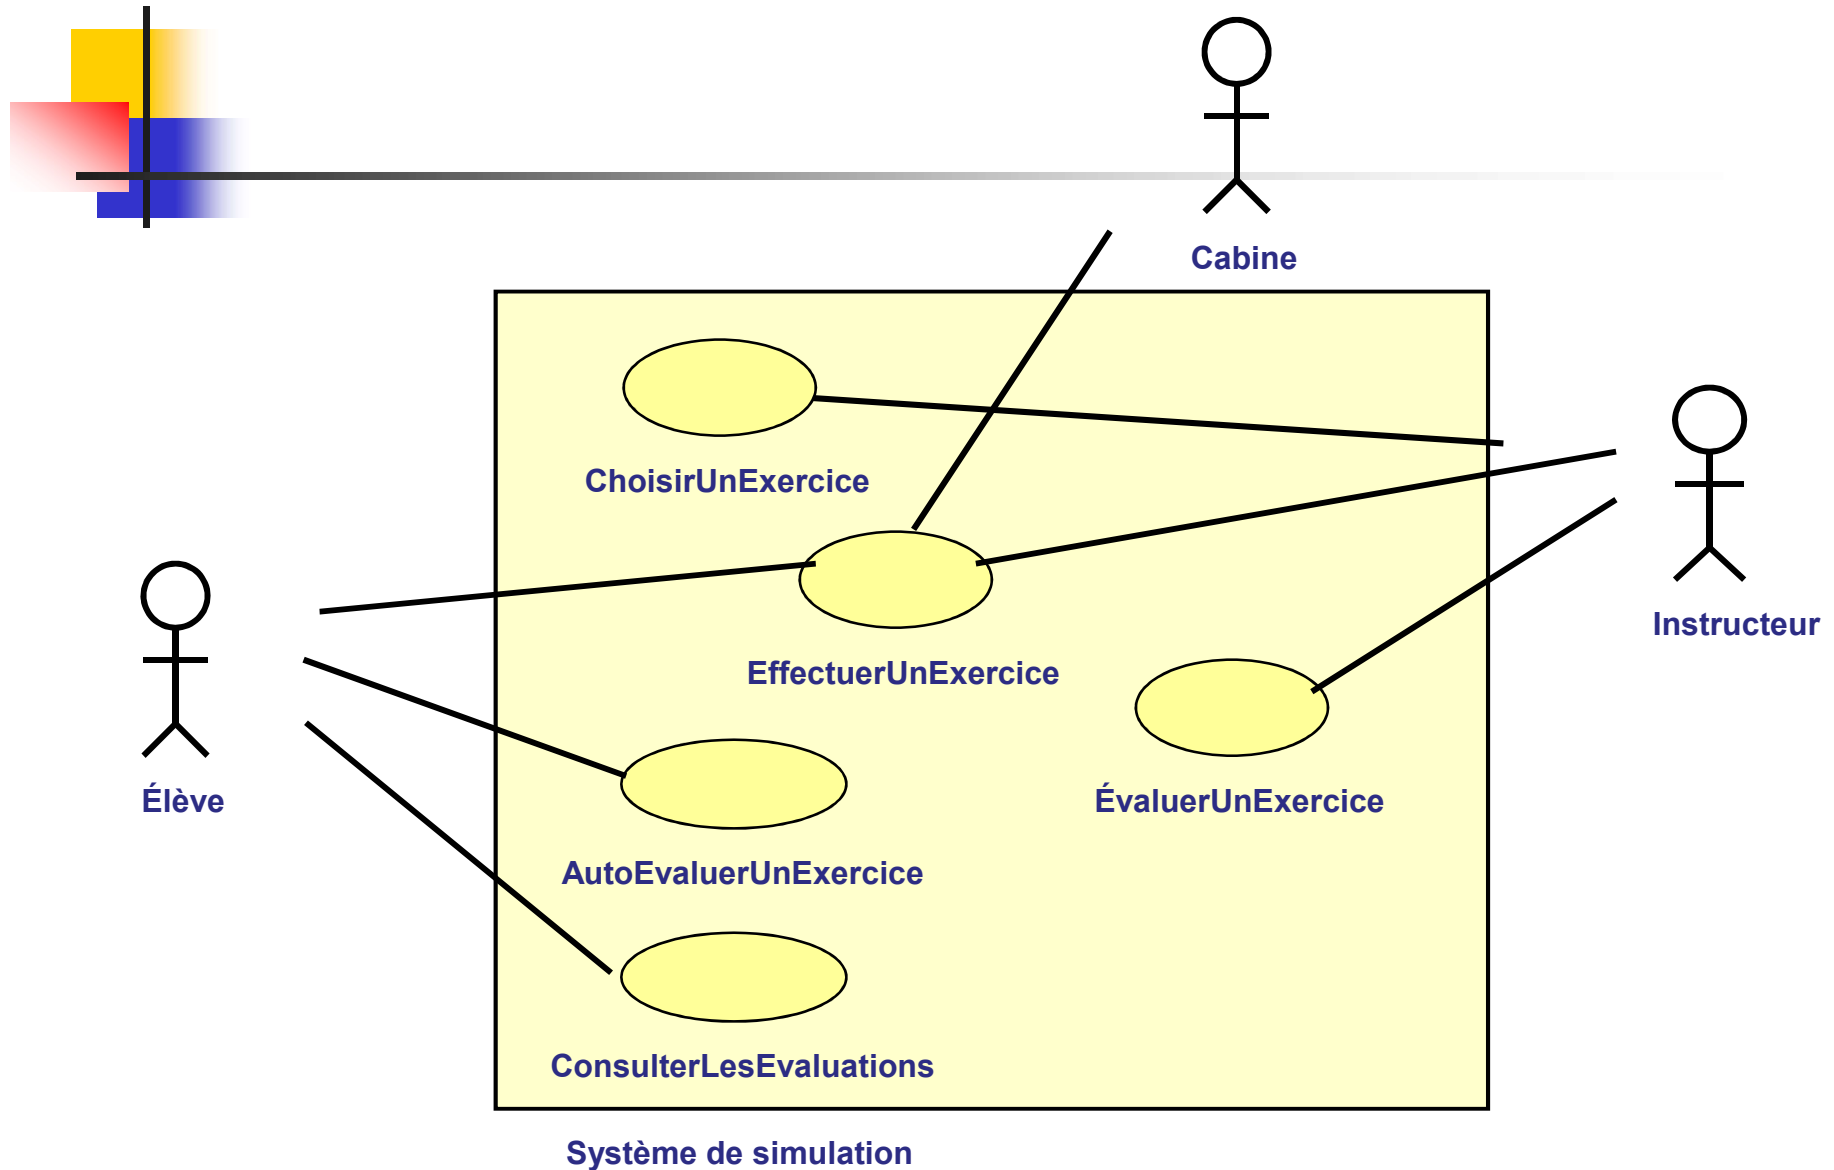 Cabine
ChoisirUnExercice
Instructeur
EffectuerUnExercice
Élève
ÉvaluerUnExercice
AutoEvaluerUnExercice
ConsulterLesEvaluations
Système de simulation